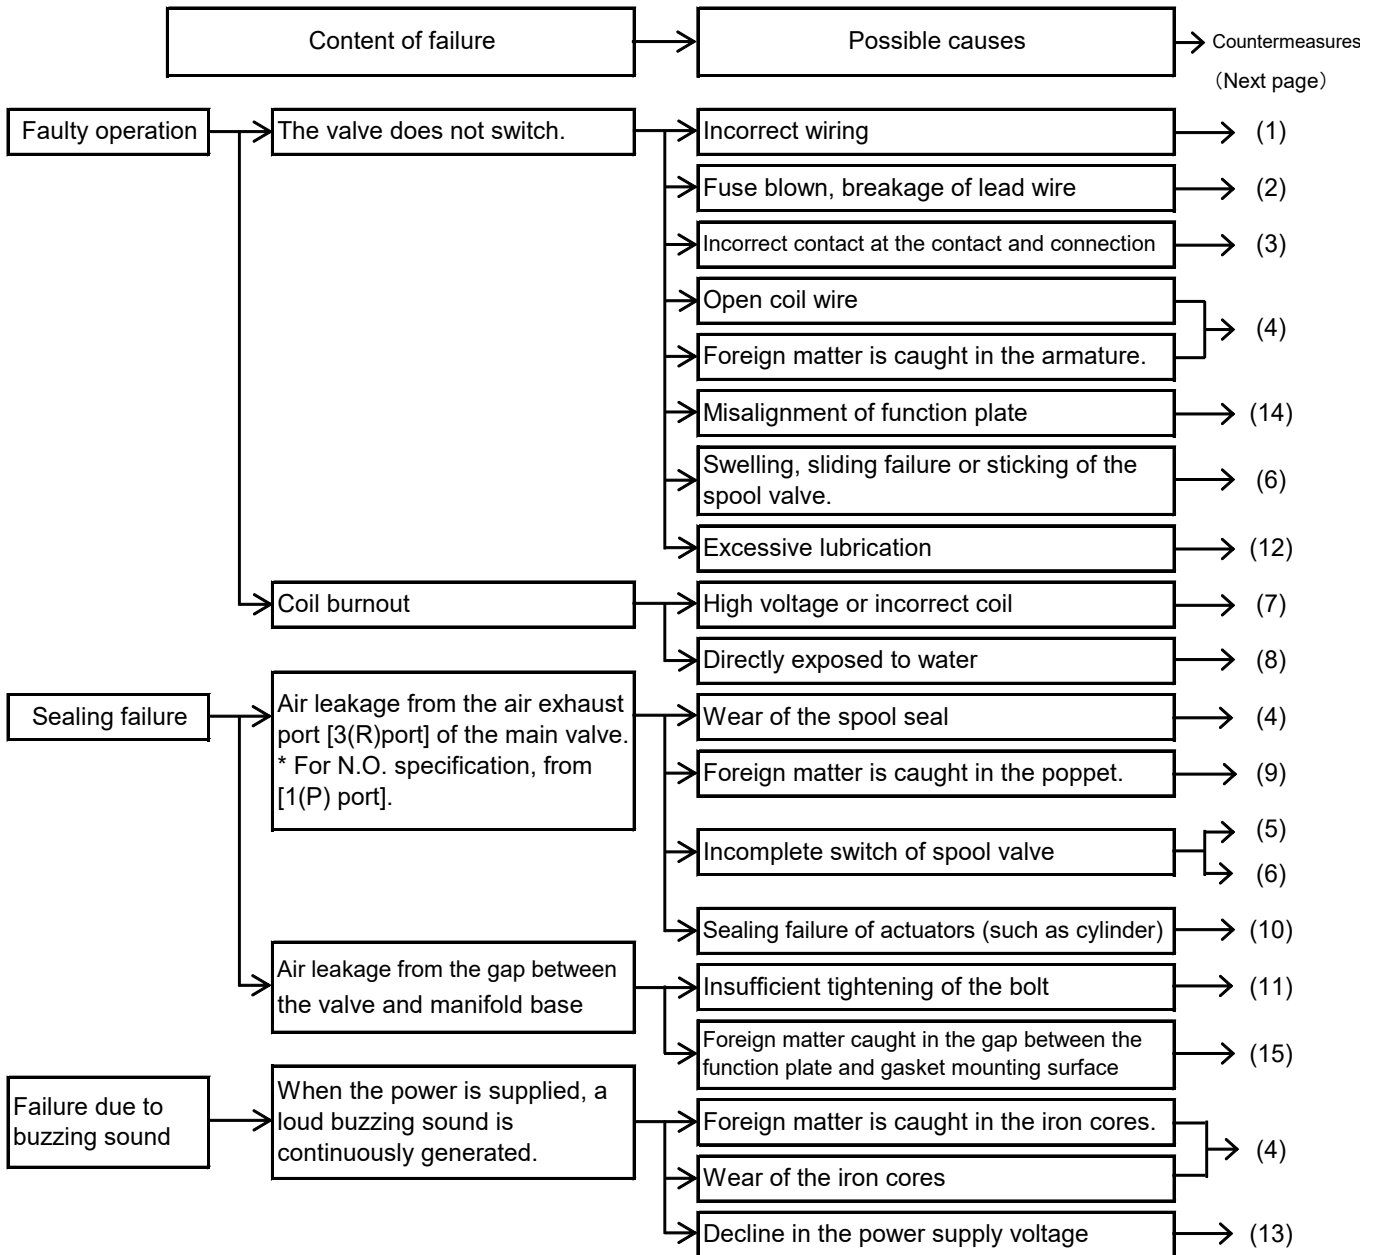 Content of failure
Possible causes
Countermeasures
（Next page）
Faulty operation
The valve does not switch.
Incorrect wiring
(1)
Fuse blown, breakage of lead wire
(2)
Incorrect contact at the contact and connection
(3)
Open coil wire
(4)
Foreign matter is caught in the armature.
Misalignment of function plate
(14)
Swelling, sliding failure or sticking of the
spool valve.
(6)
Excessive lubrication
(12)
Coil burnout
High voltage or incorrect coil
(7)
Directly exposed to water
(8)
Sealing failure
Air leakage from the air exhaust
port [3(R)port] of the main valve.
* For N.O. specification, from
[1(P) port].
Wear of the spool seal
(4)
Foreign matter is caught in the poppet.
(9)
Incomplete switch of spool valve
(5)
(6)
Sealing failure of actuators (such as cylinder)
(10)
Air leakage from the gap between
the valve and manifold base
Insufficient tightening of the bolt
(11)
Foreign matter caught in the gap between the
function plate and gasket mounting surface
(15)
Failure due to
buzzing sound
When the power is supplied, a
loud buzzing sound is
continuously generated.
Foreign matter is caught in the iron cores.
(4)
Wear of the iron cores
Decline in the power supply voltage
(13)